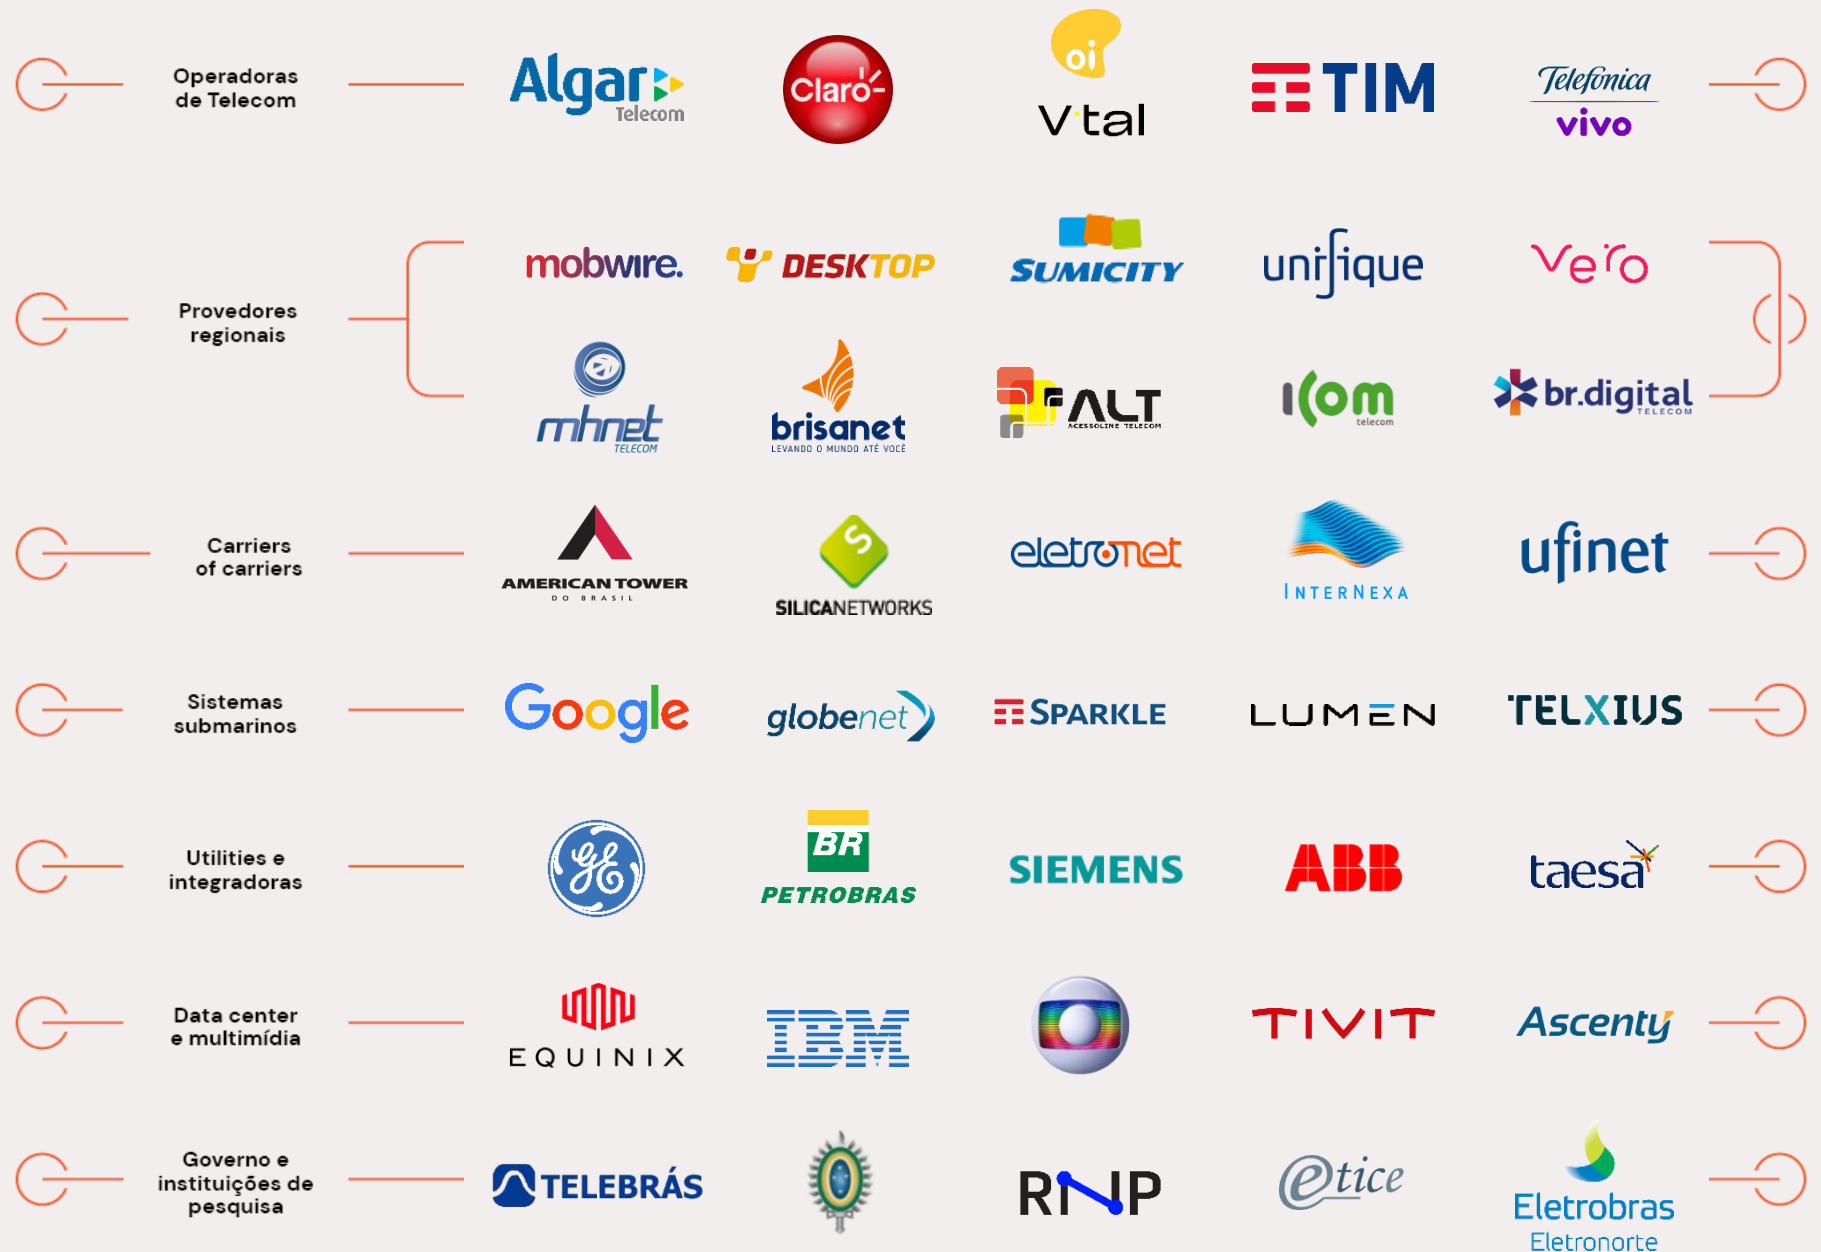 Operadoras
de Telecom
Algar
Telecom
Claro
oi
V.tal
TIM
Telefónica
vivo
Provedores
regionais
mobwire.
DESKTOP
SUMICITY
unifique
vero
mhnet
TELECOM
brisanet
LEVANDO O MUNDO ATÉ VOCÊ
ALT
ACESSOLINE TELECOM
icom
telecom
br.digital
TELECOM
Carriers
of carriers
AMERICAN TOWER
DO BRASIL
S
SILICANETWORKS
eletronet
INTERNEXA
ufinet
Sistemas
submarinos
Google
globenet
SPARKLE
LUMEN
TELXIUS
Utilities e
integradoras
GE
BR
PETROBRAS
SIEMENS
ABB
taesa
Data center
e multimídia
EQUINIX
IBM
TIVIT
Ascenty
Governo e
instituições de
pesquisa
TELEBRÁS
RNP
etice
Eletrobras
Eletronorte